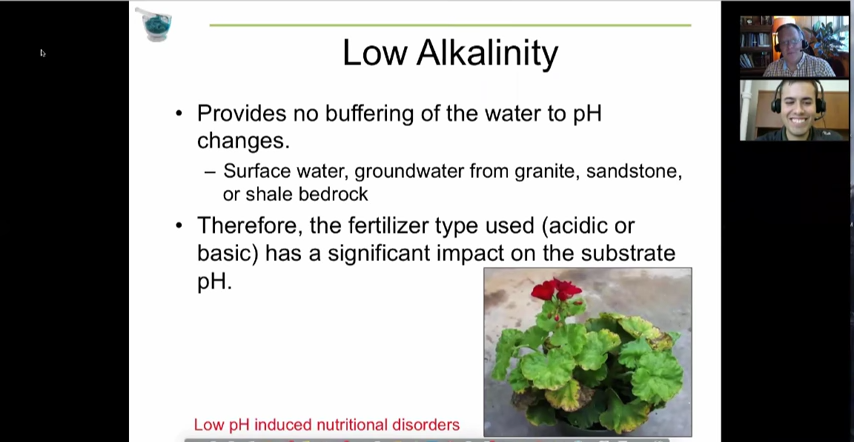 Low Alkalinity
• Provides no buffering of the water to pH
changes.
– Surface water, groundwater from granite, sandstone,
or shale bedrock
• Therefore, the fertilizer type used (acidic or
basic) has a significant impact on the substrate
pH.
Low pH induced nutritional disorders